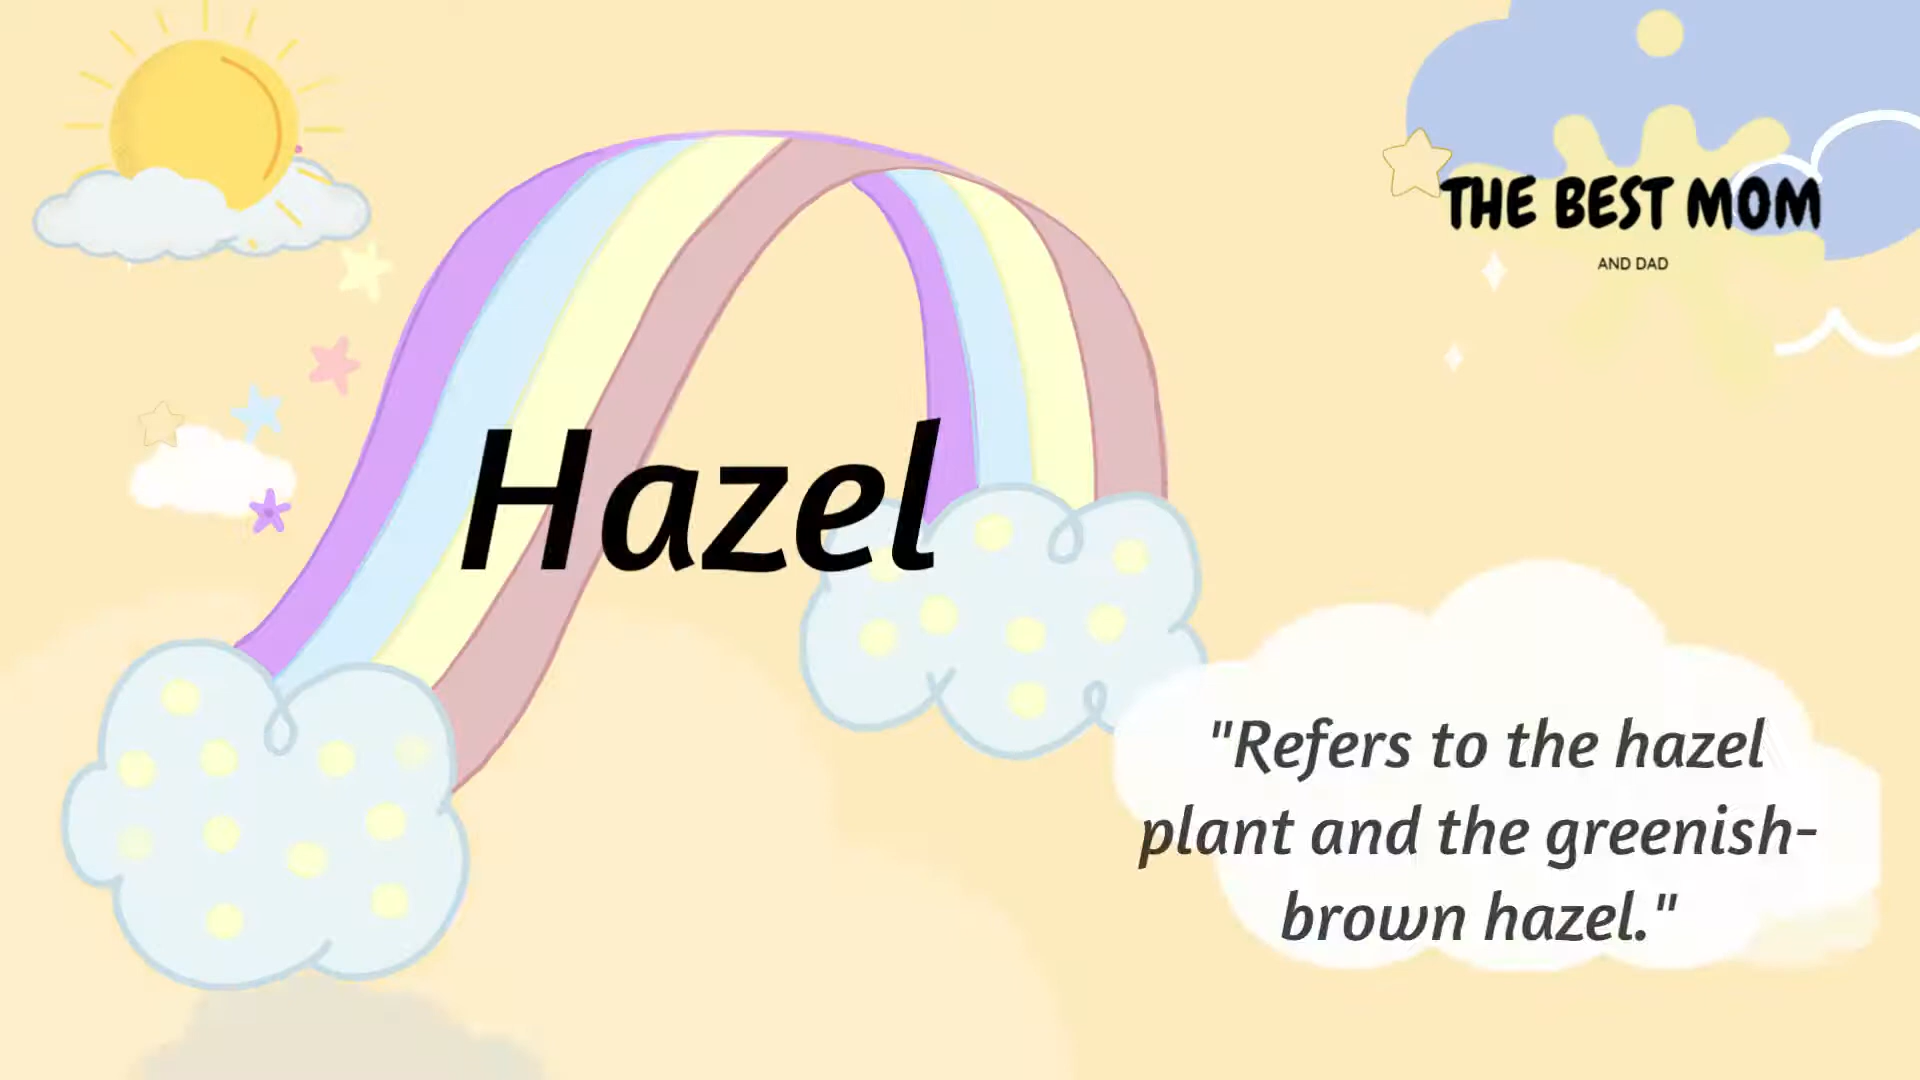 THE BEST MOM
AND DAD
Hazel
"Refers to the hazel
plant and the greenish-
brown hazel."